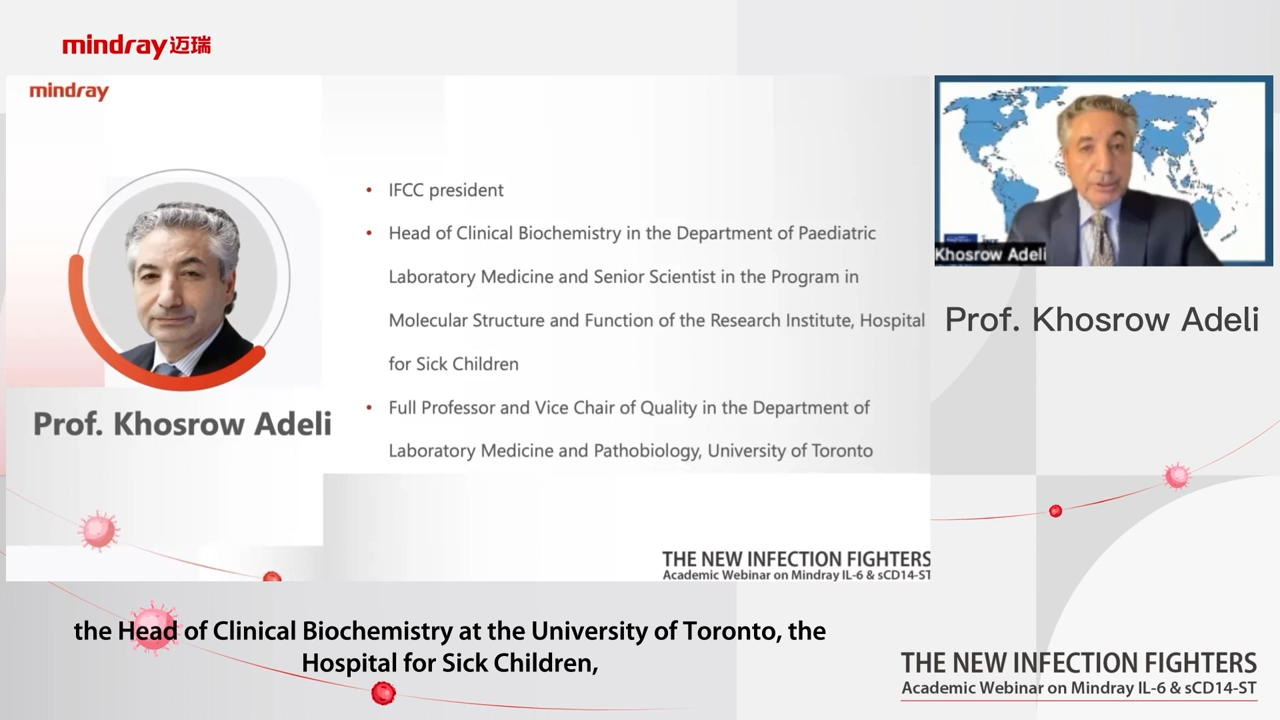 mindray迈瑞
mindray
• IFCC president
• Head of Clinical Biochemistry in the Department of Paediatric
Laboratory Medicine and Senior Scientist in the Program in
Molecular Structure and Function of the Research Institute, Hospital
for Sick Children
• Full Professor and Vice Chair of Quality in the Department of
Laboratory Medicine and Pathobiology, University of Toronto
Prof. Khosrow Adeli
THE NEW INFECTION FIGHTERS
Academic Webinar on Mindray IL-6 & sCD14-ST
Khosrow Adeli
Prof. Khosrow Adeli
the Head of Clinical Biochemistry at the University of Toronto, the
Hospital for Sick Children,
THE NEW INFECTION FIGHTERS
Academic Webinar on Mindray IL-6 & sCD14-ST